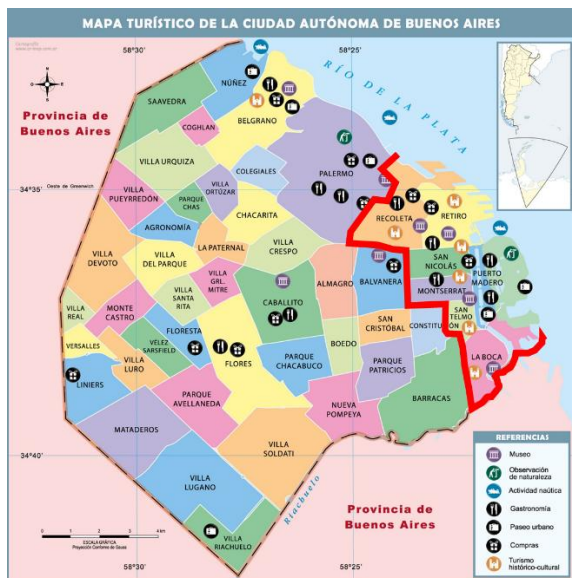 MAPA TURÍSTICO DE LA CIUDAD AUTÓNOMA DE BUENOS AIRES
58°30'
58°25'
RÍO DE LA PLATA
Provincia de
Buenos Aires
NÚÑEZ
SAAVEDRA
BELGRANO
COGHLAN
VILLA URQUIZA
COLEGIALES
PALERMO
34°35'
Oeste de Greenwich
VILLA
PUEYRREDÓN
VILLA
ORTÚZAR
PARQUE
CHAS
CHACARITA
RECOLETA
RETIRO
AGRONOMÍA
LA PATERNAL
VILLA
CRESPO
VILLA
DEVOTO
VILLA
DEL PARQUE
SAN
NICOLÁS
PUERTO
MADERO
VILLA
GRL.
MITRE
ALMAGRO
BALVANERA
MONTSERRAT
VILLA
SANTA
RITA
CABALLITO
VILLA
REAL
MONTE
CASTRO
SAN
TELMO
SAN
CRISTÓBAL
CONSTITUCIÓN
VERSALLES
VÉLEZ
SARSFIELD
FLORESTA
BOEDO
VILLA
LURO
FLORES
PARQUE
CHACABUCO
PARQUE
PATRICIOS
LA BOCA
LINIERS
PARQUE
AVELLANEDA
NUEVA
POMPEYA
BARRACAS
MATADEROS
VILLA
SOLDATI
34°40'
VILLA
LUGANO
Riachuelo
Provincia de
Buenos Aires
VILLA
RIACHUELO
ESCALA GRÁFICA
58°30'
58°25'
REFERENCIAS
Museo
Observación
de naturaleza
Actividad naútica
Gastronomía
Paseo urbano
Compras
Turismo
histórico-cultural